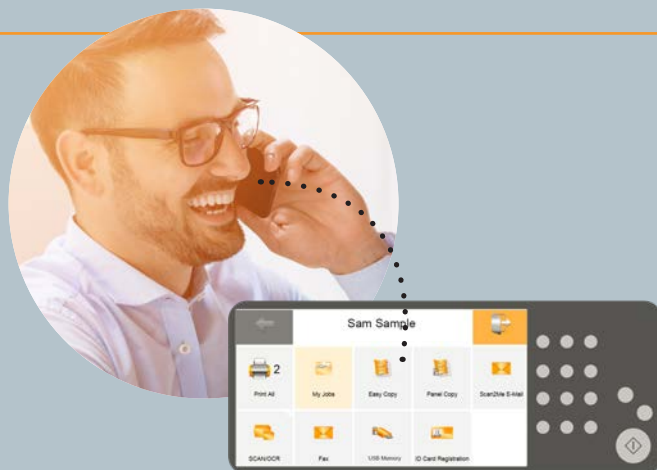 Sam Sample
2
Print All
My Jobs
Easy Copy
Panel Copy
Scan2Me E-Mail
SCAN/OCR
Fax
USB Memory
ID Card Registration